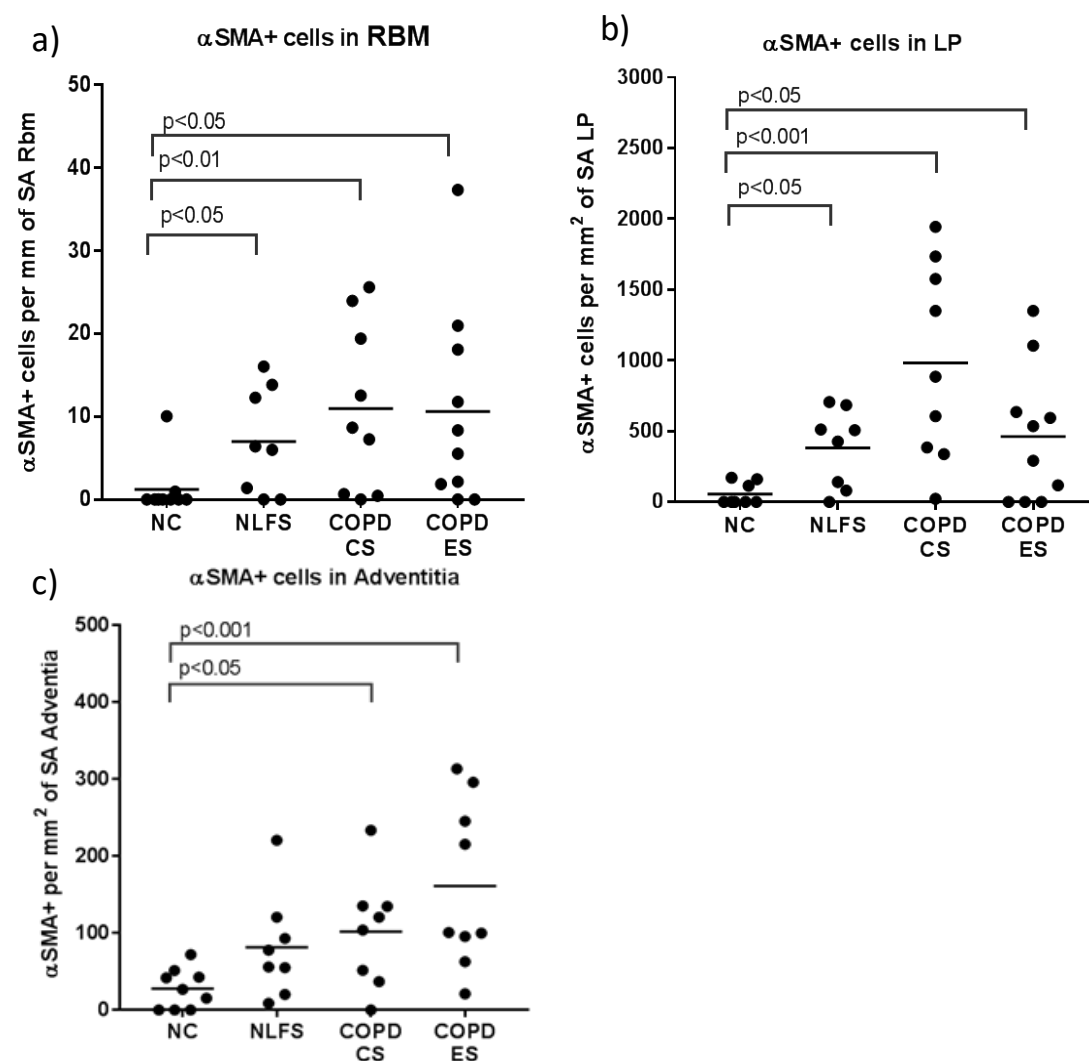 a)
αSMA+ cells in RBM
αSMA+ cells per mm of SA Rbm
50
40
30
20
10
0
p<0.05
p<0.01
p<0.05
NC NLFS COPD CS COPD ES
b)
αSMA+ cells in LP
αSMA+ cells per mm² of SA LP
3000
2500
2000
1500
1000
500
0
p<0.05
p<0.001
p<0.05
NC NLFS COPD CS COPD ES
c)
αSMA+ cells in Adventitia
αSMA+ per mm² of SA Adventia
500
400
300
200
100
0
p<0.001
p<0.05
NC NLFS COPD CS COPD ES